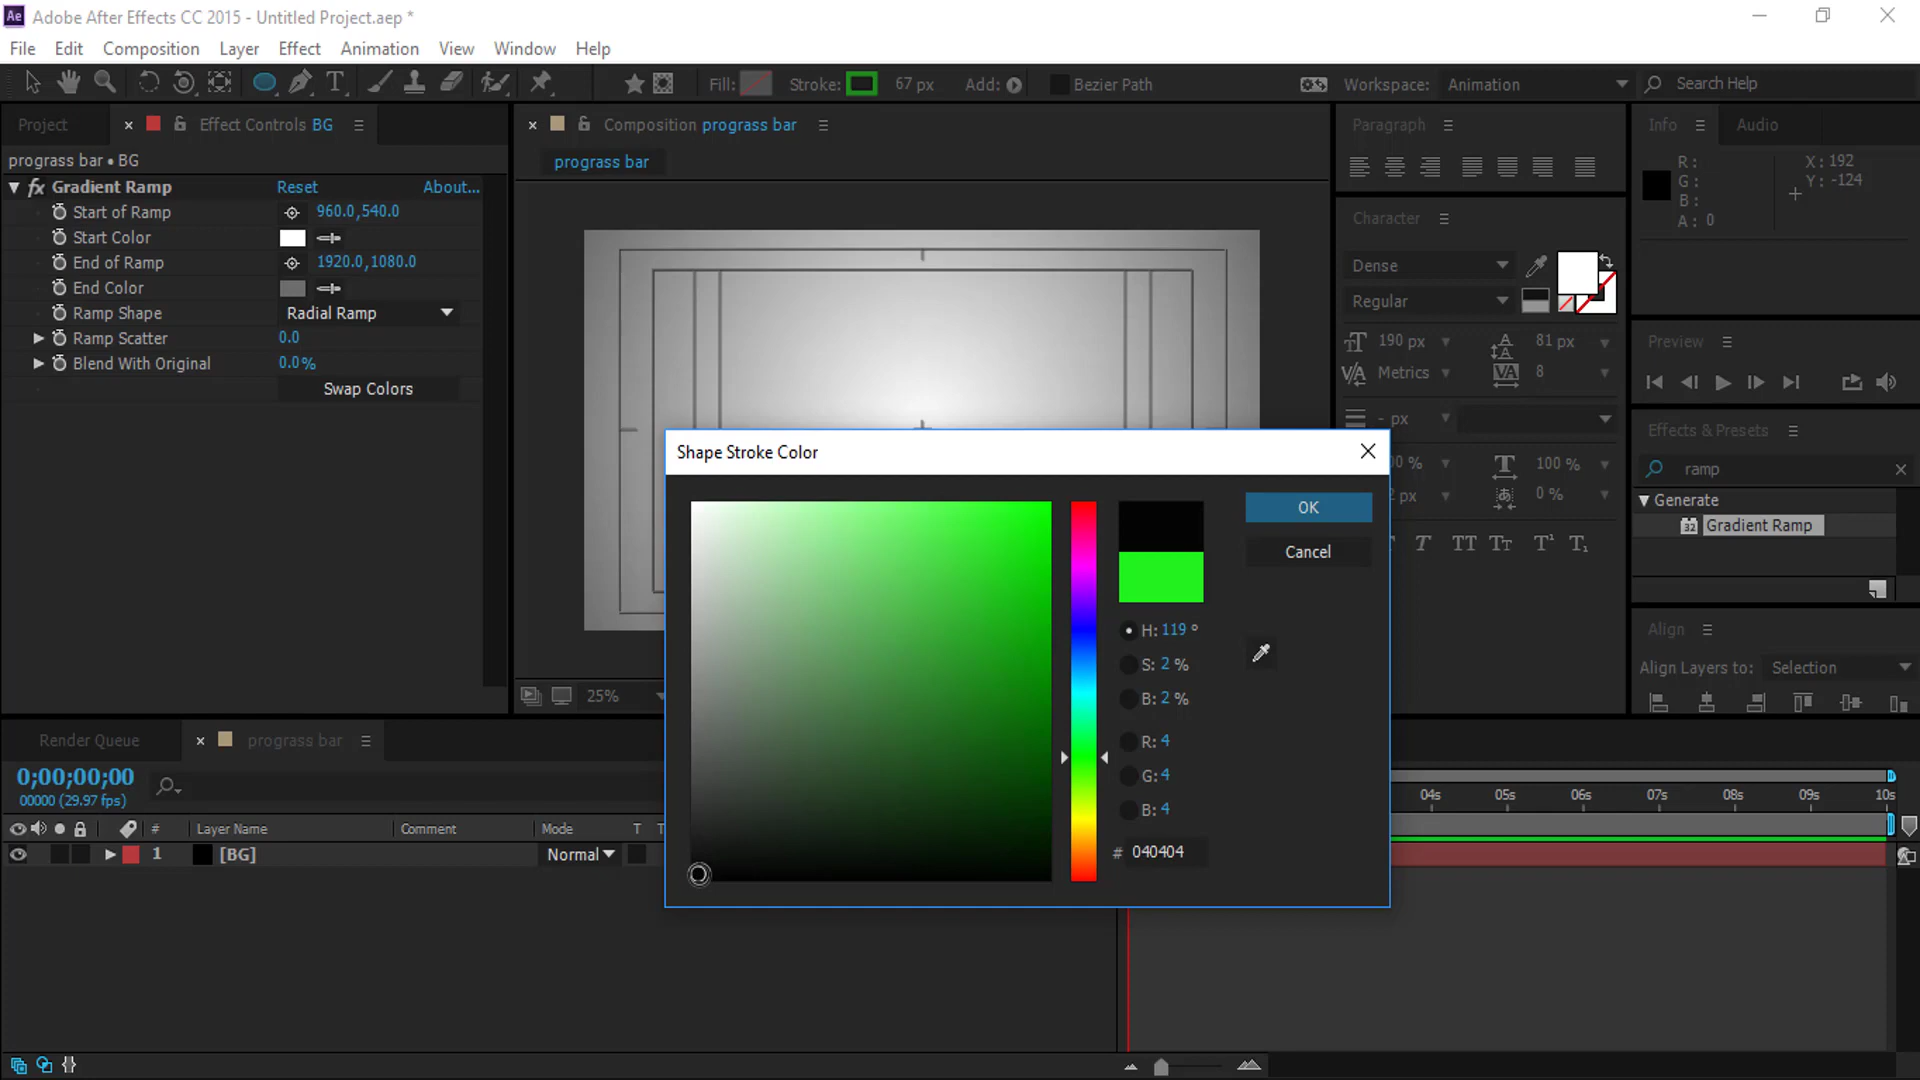 Ae Adobe After Effects CC 2015 - Untitled Project.aep *
File Edit Composition Layer Effect Animation View Window Help
T Fill: Stroke: 67 px Add: Bezier Path Workspace: Animation Search Help
Project × Effect Controls BG
× Composition prograss bar
Paragraph
Info Audio
prograss bar • BG
prograss bar
R:
G:
B:
A: 0
X: 192
Y: -124
fx Gradient Ramp Reset About...
Start of Ramp 960.0,540.0
Start Color
End of Ramp 1920.0,1080.0
End Color
Ramp Shape Radial Ramp
Ramp Scatter 0.0
Blend With Original 0.0%
Swap Colors
Character
Dense
Regular
190 px 81 px
Metrics 8
- px
100 %
0 %
Preview
Effects & Presets
ramp
Generate
Gradient Ramp
Align
Align Layers to: Selection
Shape Stroke Color
OK
Cancel
H: 119 °
S: 2 %
B: 2 %
R: 4
G: 4
B: 4
# 040404
25%
Render Queue × prograss bar
0;00;00;00
00000 (29.97 fps)
04s 05s 06s 07s 08s 09s 10s
# Layer Name Comment Mode T
1 [BG] Normal